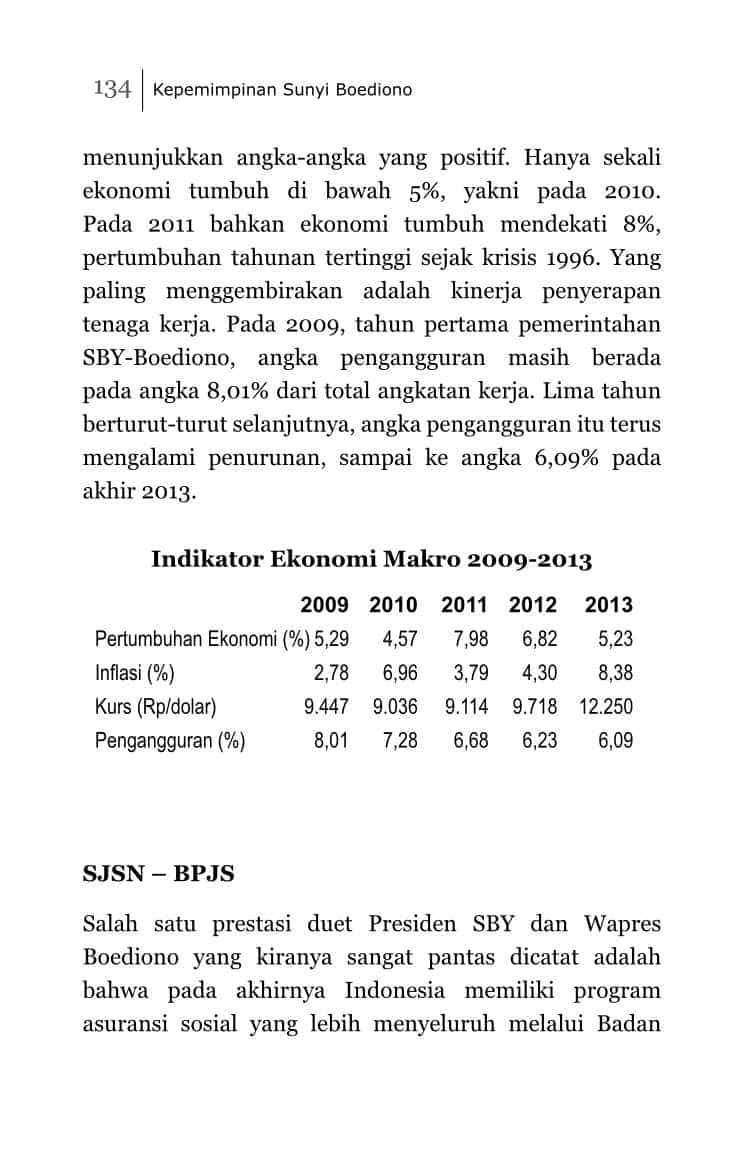 134 Kepemimpinan Sunyi Boediono
menunjukkan angka-angka yang positif. Hanya sekali
ekonomi tumbuh di bawah 5%, yakni pada 2010.
Pada 2011 bahkan ekonomi tumbuh mendekati 8%,
pertumbuhan tahunan tertinggi sejak krisis 1996. Yang
paling menggembirakan adalah kinerja penyerapan
tenaga kerja. Pada 2009, tahun pertama pemerintahan
SBY-Boediono, angka pengangguran masih berada
pada angka 8,01% dari total angkatan kerja. Lima tahun
berturut-turut selanjutnya, angka pengangguran itu terus
mengalami penurunan, sampai ke angka 6,09% pada
akhir 2013.
Indikator Ekonomi Makro 2009-2013
2009 2010 2011 2012 2013
Pertumbuhan Ekonomi (%) 5,29 4,57 7,98 6,82 5,23
Inflasi (%) 2,78 6,96 3,79 4,30 8,38
Kurs (Rp/dolar) 9.447 9.036 9.114 9.718 12.250
Pengangguran (%) 8,01 7,28 6,68 6,23 6,09
SJSN – BPJS
Salah satu prestasi duet Presiden SBY dan Wapres
Boediono yang kiranya sangat pantas dicatat adalah
bahwa pada akhirnya Indonesia memiliki program
asuransi sosial yang lebih menyeluruh melalui Badan